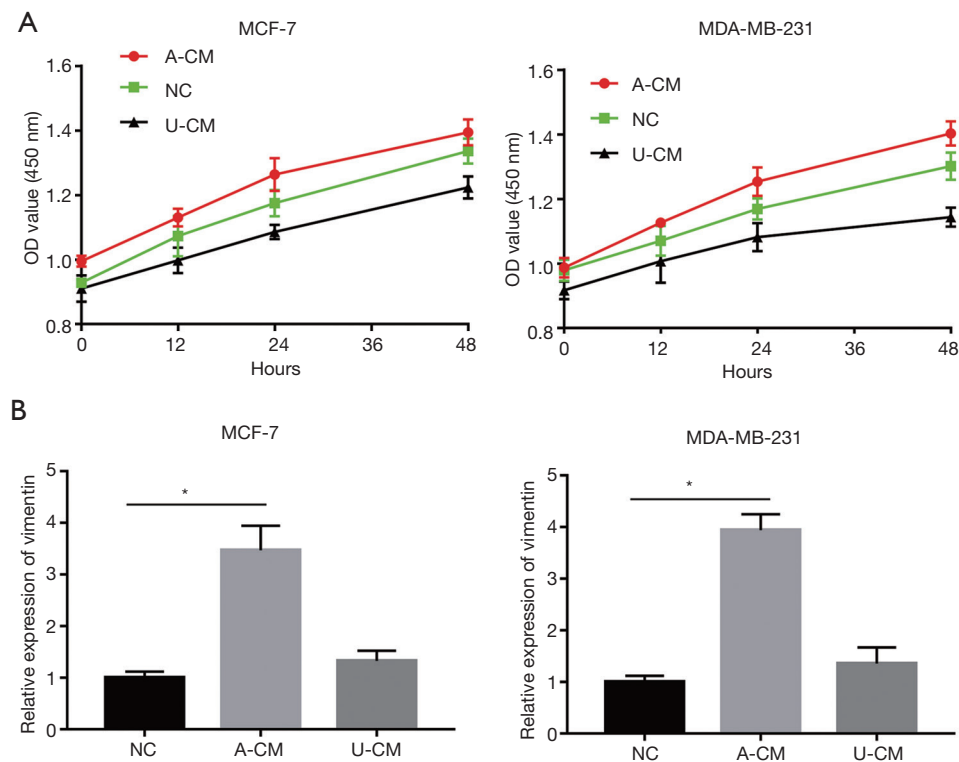 A
MCF-7
A-CM
NC
U-CM
OD value (450 nm)
1.6
1.4
1.2
1.0
0.8
0
12
24
36
48
Hours
MDA-MB-231
A-CM
NC
U-CM
OD value (450 nm)
1.6
1.4
1.2
1.0
0.8
0
12
24
36
48
Hours
B
MCF-7
Relative expression of vimentin
5
4
3
2
1
0
*
NC
A-CM
U-CM
MDA-MB-231
Relative expression of vimentin
5
4
3
2
1
0
*
NC
A-CM
U-CM